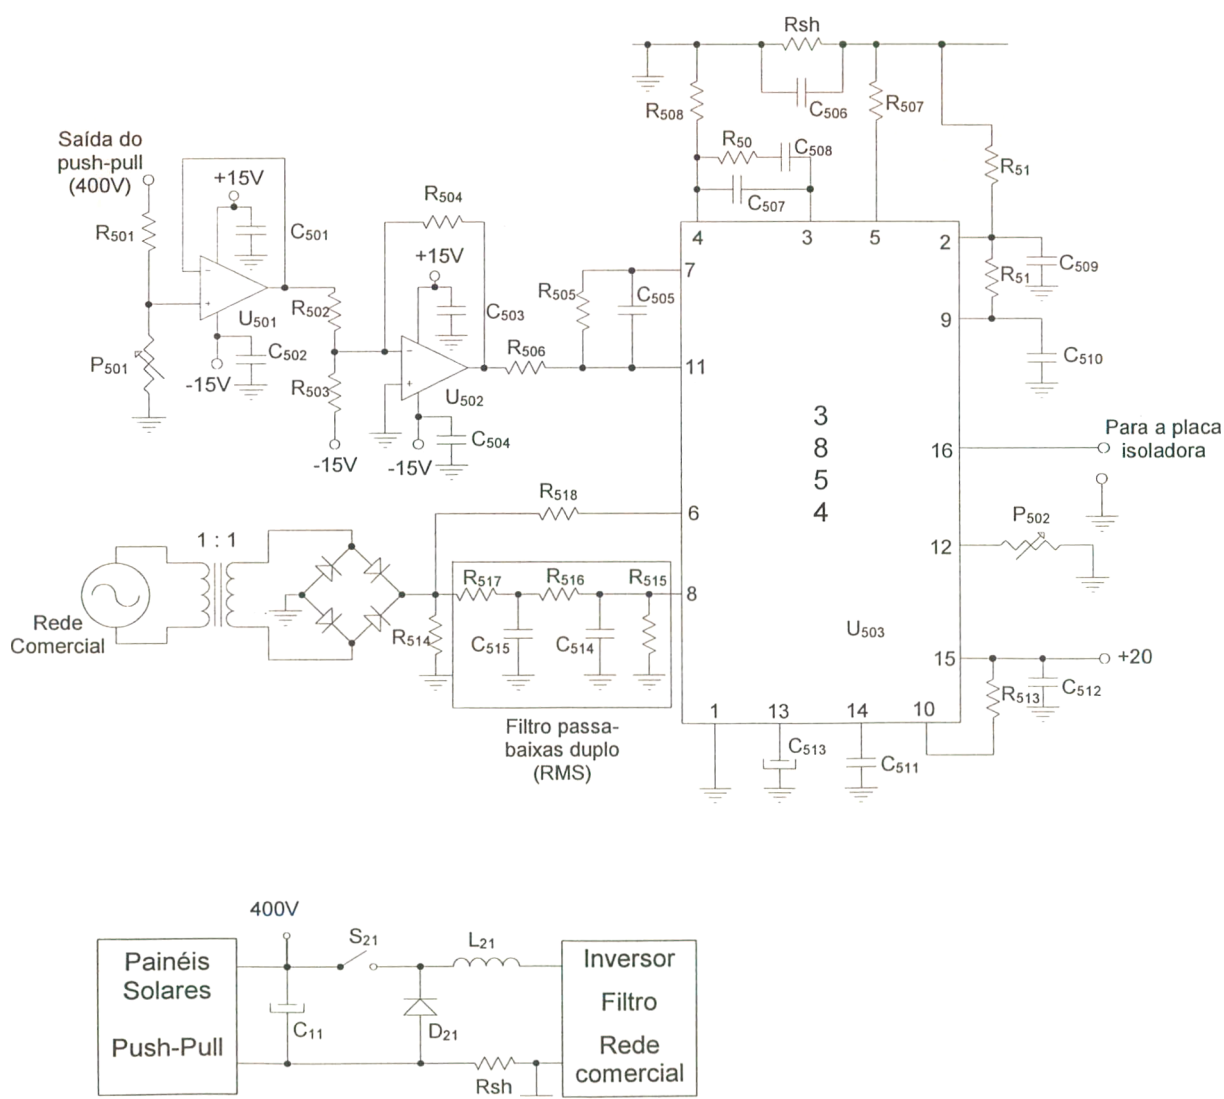 Rsh
C506
R508
R507
R50
C508
C507
R51
Saída do
push-pull
(400V)
+15V
R501
C501
R504
+15V
4
3
5
2
C509
7
R505
C505
R51
U501
R502
C503
9
C502
P501
-15V
R503
R506
11
C510
U502
C504
-15V
-15V
3
8
5
4
16
Para a placa
isoladora
R518
6
P502
12
1 : 1
R517
R516
R515
8
Rede
Comercial
R514
C515
C514
U503
15
+20
R513
C512
1
13
14
10
Filtro passa-
baixas duplo
(RMS)
C513
C511
400V
S21
L21
Painéis
Solares
Push-Pull
C11
D21
Rsh
Inversor
Filtro
Rede
comercial